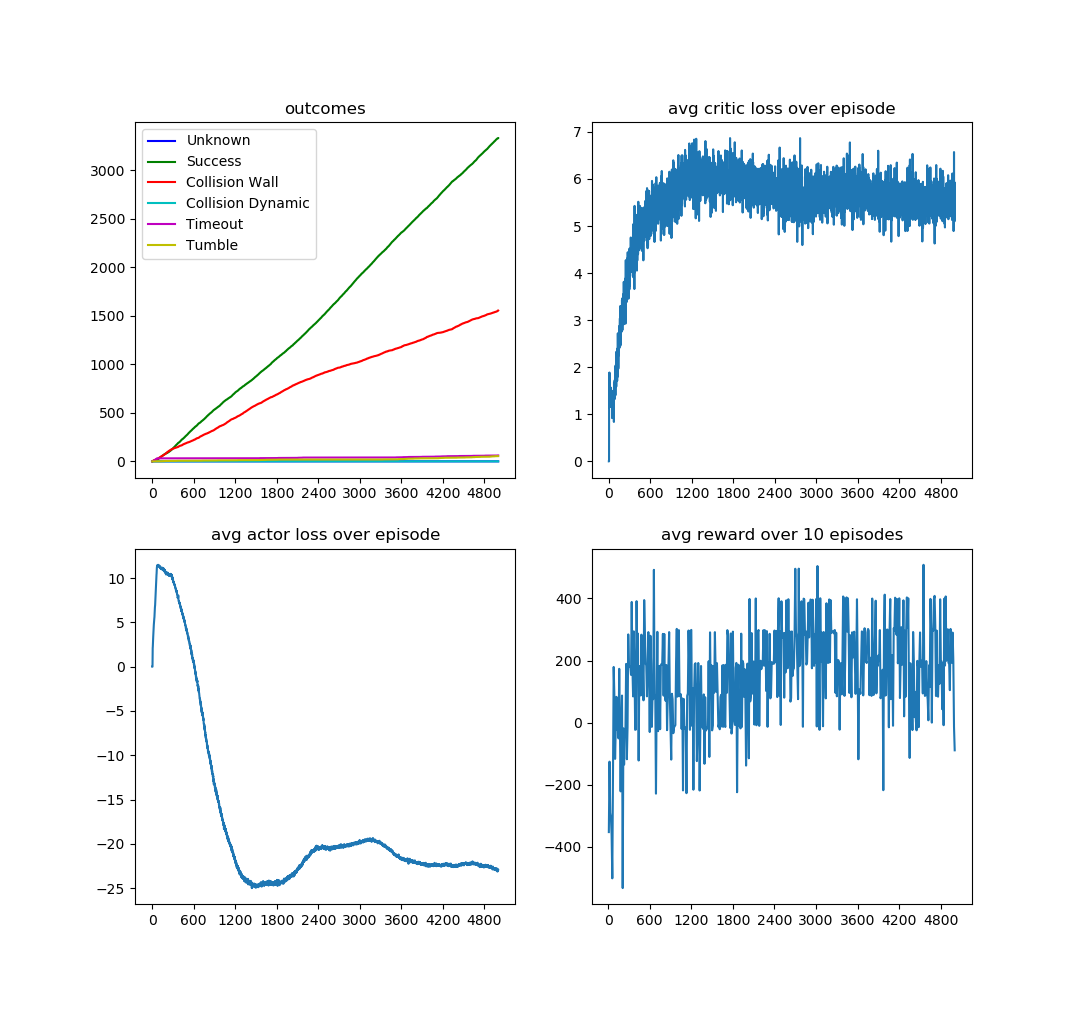 outcomes
Unknown
Success
Collision Wall
Collision Dynamic
Timeout
Tumble
3000
2500
2000
1500
1000
500
0
0 600 1200 1800 2400 3000 3600 4200 4800
avg critic loss over episode
7
6
5
4
3
2
1
0
0 600 1200 1800 2400 3000 3600 4200 4800
avg actor loss over episode
10
5
0
−5
−10
−15
−20
−25
0 600 1200 1800 2400 3000 3600 4200 4800
avg reward over 10 episodes
400
200
0
−200
−400
0 600 1200 1800 2400 3000 3600 4200 4800